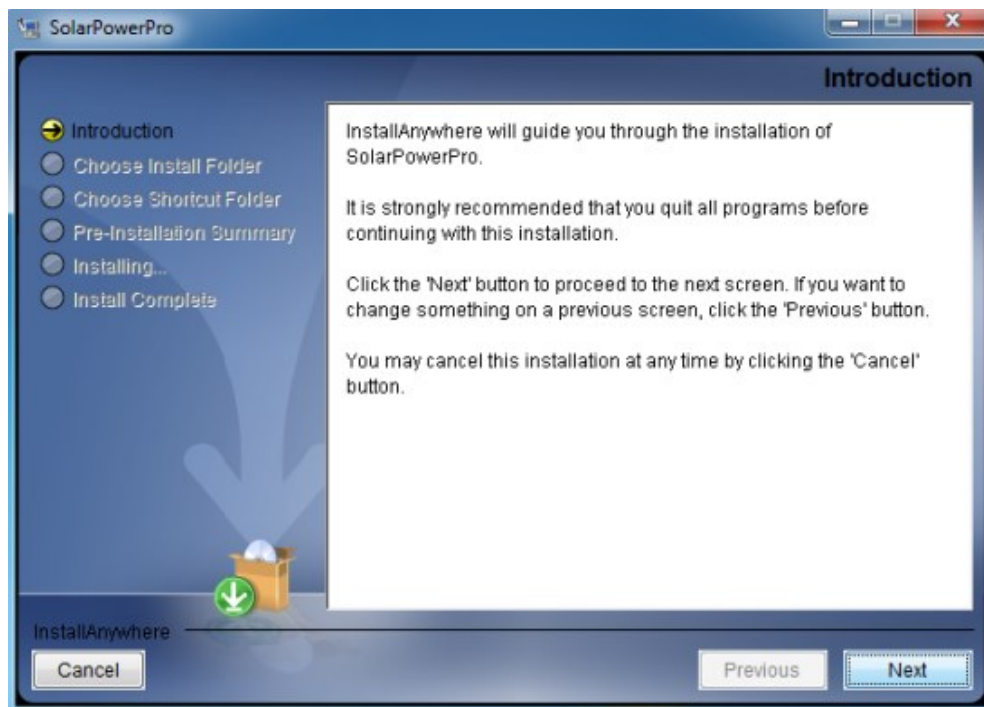 SolarPowerPro
Introduction
Introduction
Choose Install Folder
Choose Shortcut Folder
Pre-Installation Summary
Installing...
Install Complete
InstallAnywhere will guide you through the installation of
SolarPowerPro.
It is strongly recommended that you quit all programs before
continuing with this installation.
Click the 'Next' button to proceed to the next screen. If you want to
change something on a previous screen, click the 'Previous' button.
You may cancel this installation at any time by clicking the 'Cancel'
button.
InstallAnywhere
Cancel
Previous
Next